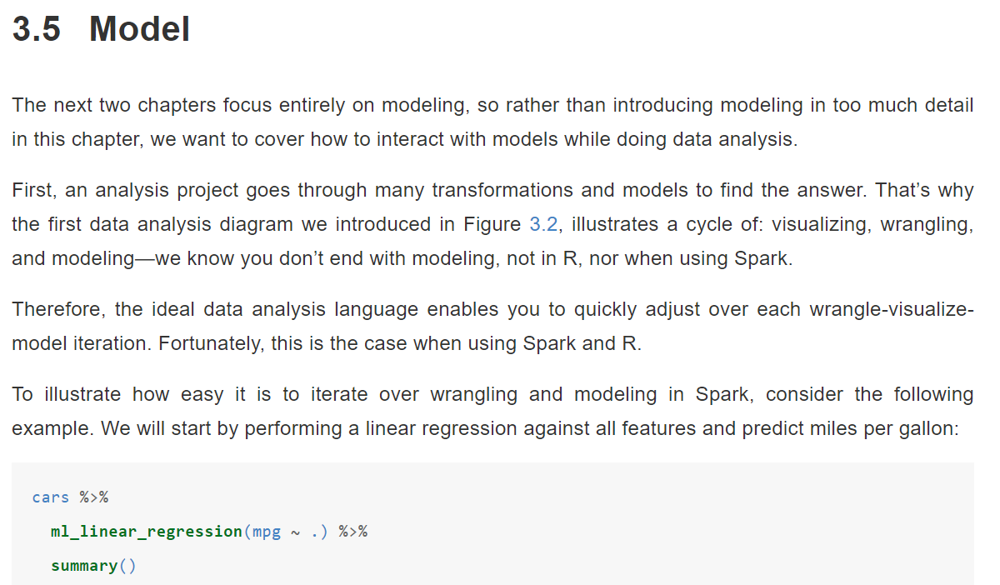 3.5 Model
The next two chapters focus entirely on modeling, so rather than introducing modeling in too much detail
in this chapter, we want to cover how to interact with models while doing data analysis.
First, an analysis project goes through many transformations and models to find the answer. That’s why
the first data analysis diagram we introduced in Figure 3.2, illustrates a cycle of: visualizing, wrangling,
and modeling—we know you don’t end with modeling, not in R, nor when using Spark.
Therefore, the ideal data analysis language enables you to quickly adjust over each wrangle-visualize-
model iteration. Fortunately, this is the case when using Spark and R.
To illustrate how easy it is to iterate over wrangling and modeling in Spark, consider the following
example. We will start by performing a linear regression against all features and predict miles per gallon:
cars %>%
  ml_linear_regression(mpg ~ .) %>%
  summary()